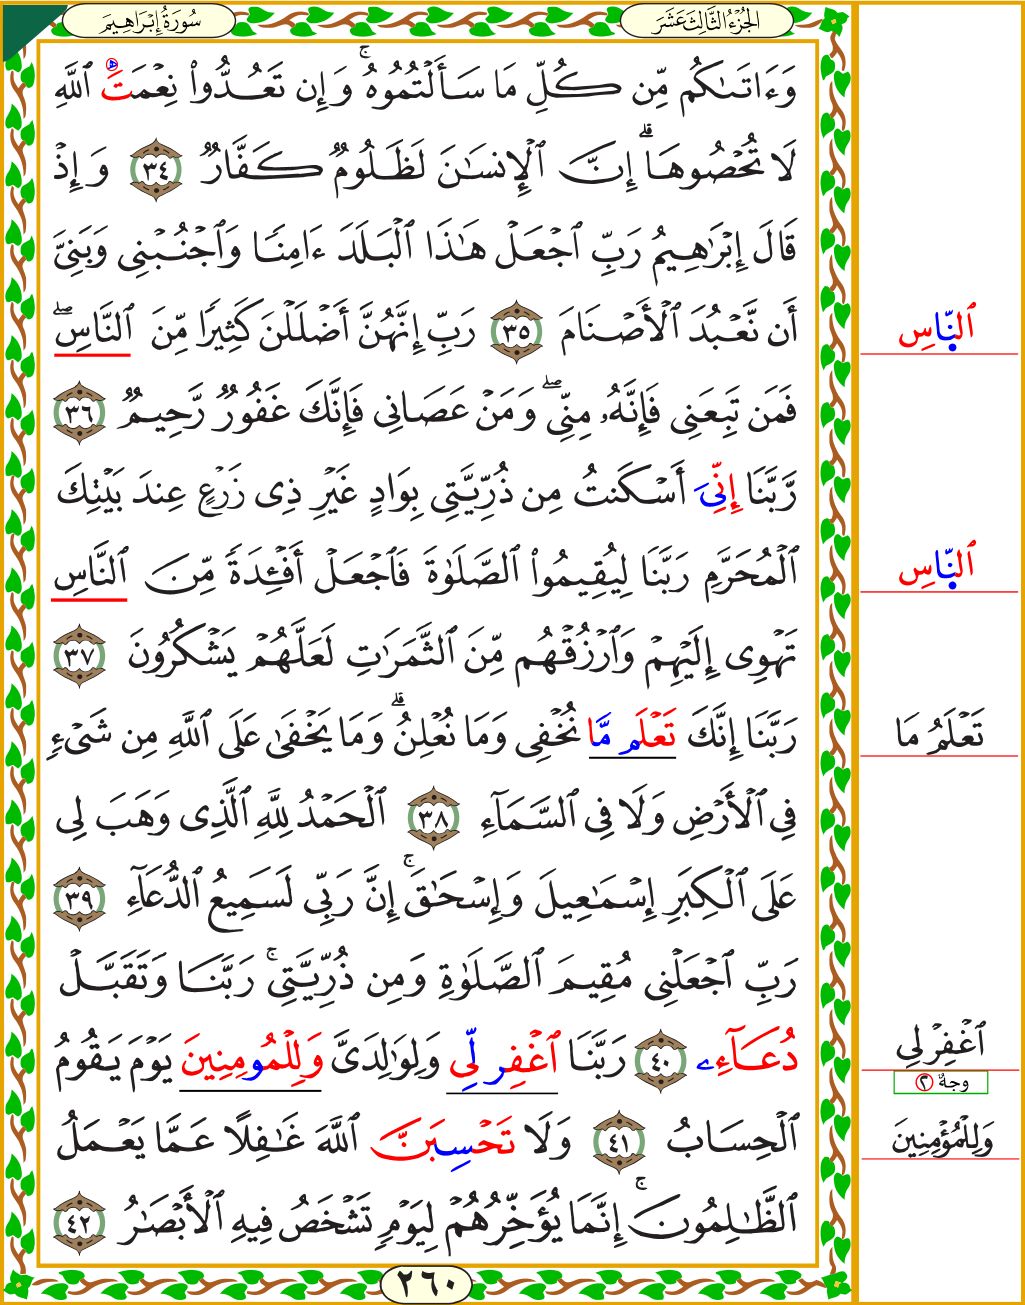 الجُزْءُ الثَّالِثَ عَشَرَ
سُورَةُ إِبْرَاهِيمَ
وَءَاتَىٰكُم مِّن كُلِّ مَا سَأَلْتُمُوهُ ۚ وَإِن تَعُدُّوا۟ نِعْمَتَ ٱللَّهِ
لَا تُحْصُوهَا ۗ إِنَّ ٱلْإِنسَٰنَ لَظَلُومٌ كَفَّارٌ ٣٤ وَإِذْ
قَالَ إِبْرَٰهِيمُ رَبِّ ٱجْعَلْ هَٰذَا ٱلْبَلَدَ ءَامِنًا وَٱجْنُبْنِى وَبَنِىَّ
أَن نَّعْبُدَ ٱلْأَصْنَامَ ٣٥ رَبِّ إِنَّهُنَّ أَضْلَلْنَ كَثِيرًا مِّنَ ٱلنَّاسِ ۖ
ٱلنَّاسِ
فَمَن تَبِعَنِى فَإِنَّهُۥ مِنِّى ۖ وَمَنْ عَصَانِى فَإِنَّكَ غَفُورٌ رَّحِيمٌ ٣٦
رَّبَّنَا إِنِّىَ أَسْكَنتُ مِن ذُرِّيَّتِى بِوَادٍ غَيْرِ ذِى زَرْعٍ عِندَ بَيْتِكَ
ٱلْمُحَرَّمِ رَبَّنَا لِيُقِيمُوا۟ ٱلصَّلَوٰةَ فَٱجْعَلْ أَفْـِٔدَةً مِّنَ ٱلنَّاسِ
ٱلنَّاسِ
تَهْوِى إِلَيْهِمْ وَٱرْزُقْهُم مِّنَ ٱلثَّمَرَٰتِ لَعَلَّهُمْ يَشْكُرُونَ ٣٧
رَبَّنَا إِنَّكَ تَعْلَم مَّا نُخْفِى وَمَا نُعْلِنُ ۗ وَمَا يَخْفَىٰ عَلَى ٱللَّهِ مِن شَىْءٍ
تَعْلَمُ مَا
فِى ٱلْأَرْضِ وَلَا فِى ٱلسَّمَآءِ ٣٨ ٱلْحَمْدُ لِلَّهِ ٱلَّذِى وَهَبَ لِى
عَلَى ٱلْكِبَرِ إِسْمَٰعِيلَ وَإِسْحَٰقَ ۚ إِنَّ رَبِّى لَسَمِيعُ ٱلدُّعَآءِ ٣٩
رَبِّ ٱجْعَلْنِى مُقِيمَ ٱلصَّلَوٰةِ وَمِن ذُرِّيَّتِى ۚ رَبَّنَا وَتَقَبَّلْ
دُعَآءِۦ ٤٠ رَبَّنَا ٱغْفِر لِّى وَلِوَٰلِدَىَّ وَلِلْمُومِنِينَ يَوْمَ يَقُومُ
ٱغْفِرْ لِي
وجهٌ ٢
ٱلْحِسَابُ ٤١ وَلَا تَحْسِبَنَّ ٱللَّهَ غَٰفِلًا عَمَّا يَعْمَلُ
وَلِلْمُؤْمِنِينَ
ٱلظَّٰلِمُونَ ۚ إِنَّمَا يُؤَخِّرُهُمْ لِيَوْمٍ تَشْخَصُ فِيهِ ٱلْأَبْصَٰرُ ٤٢
٢٦٠